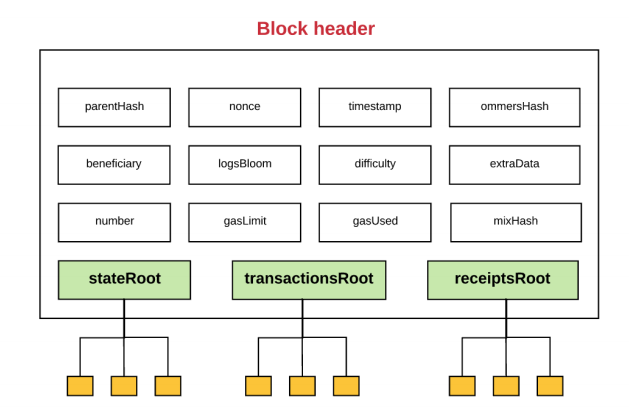 Block header
parentHash
nonce
timestamp
ommersHash
beneficiary
logsBloom
difficulty
extraData
number
gasLimit
gasUsed
mixHash
stateRoot
transactionsRoot
receiptsRoot